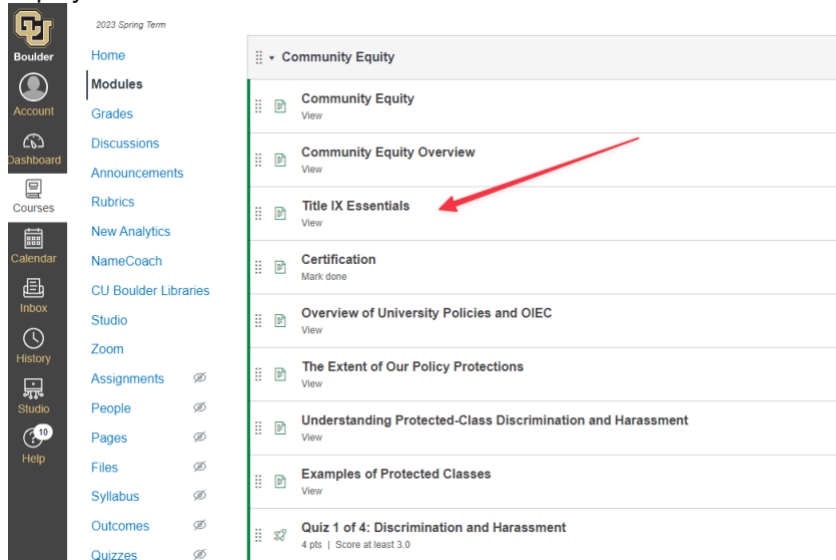 2023 Spring Term
CU
Boulder
Account
Dashboard
Courses
Calendar
Inbox
History
Studio
10
Help
Home
Modules
Grades
Discussions
Announcements
Rubrics
New Analytics
NameCoach
CU Boulder Libraries
Studio
Zoom
Assignments
People
Pages
Files
Syllabus
Outcomes
Quizzes
Community Equity
Community Equity
View
Community Equity Overview
View
Title IX Essentials
View
Certification
Mark done
Overview of University Policies and OIEC
View
The Extent of Our Policy Protections
View
Understanding Protected-Class Discrimination and Harassment
View
Examples of Protected Classes
View
Quiz 1 of 4: Discrimination and Harassment
4 pts | Score at least 3.0